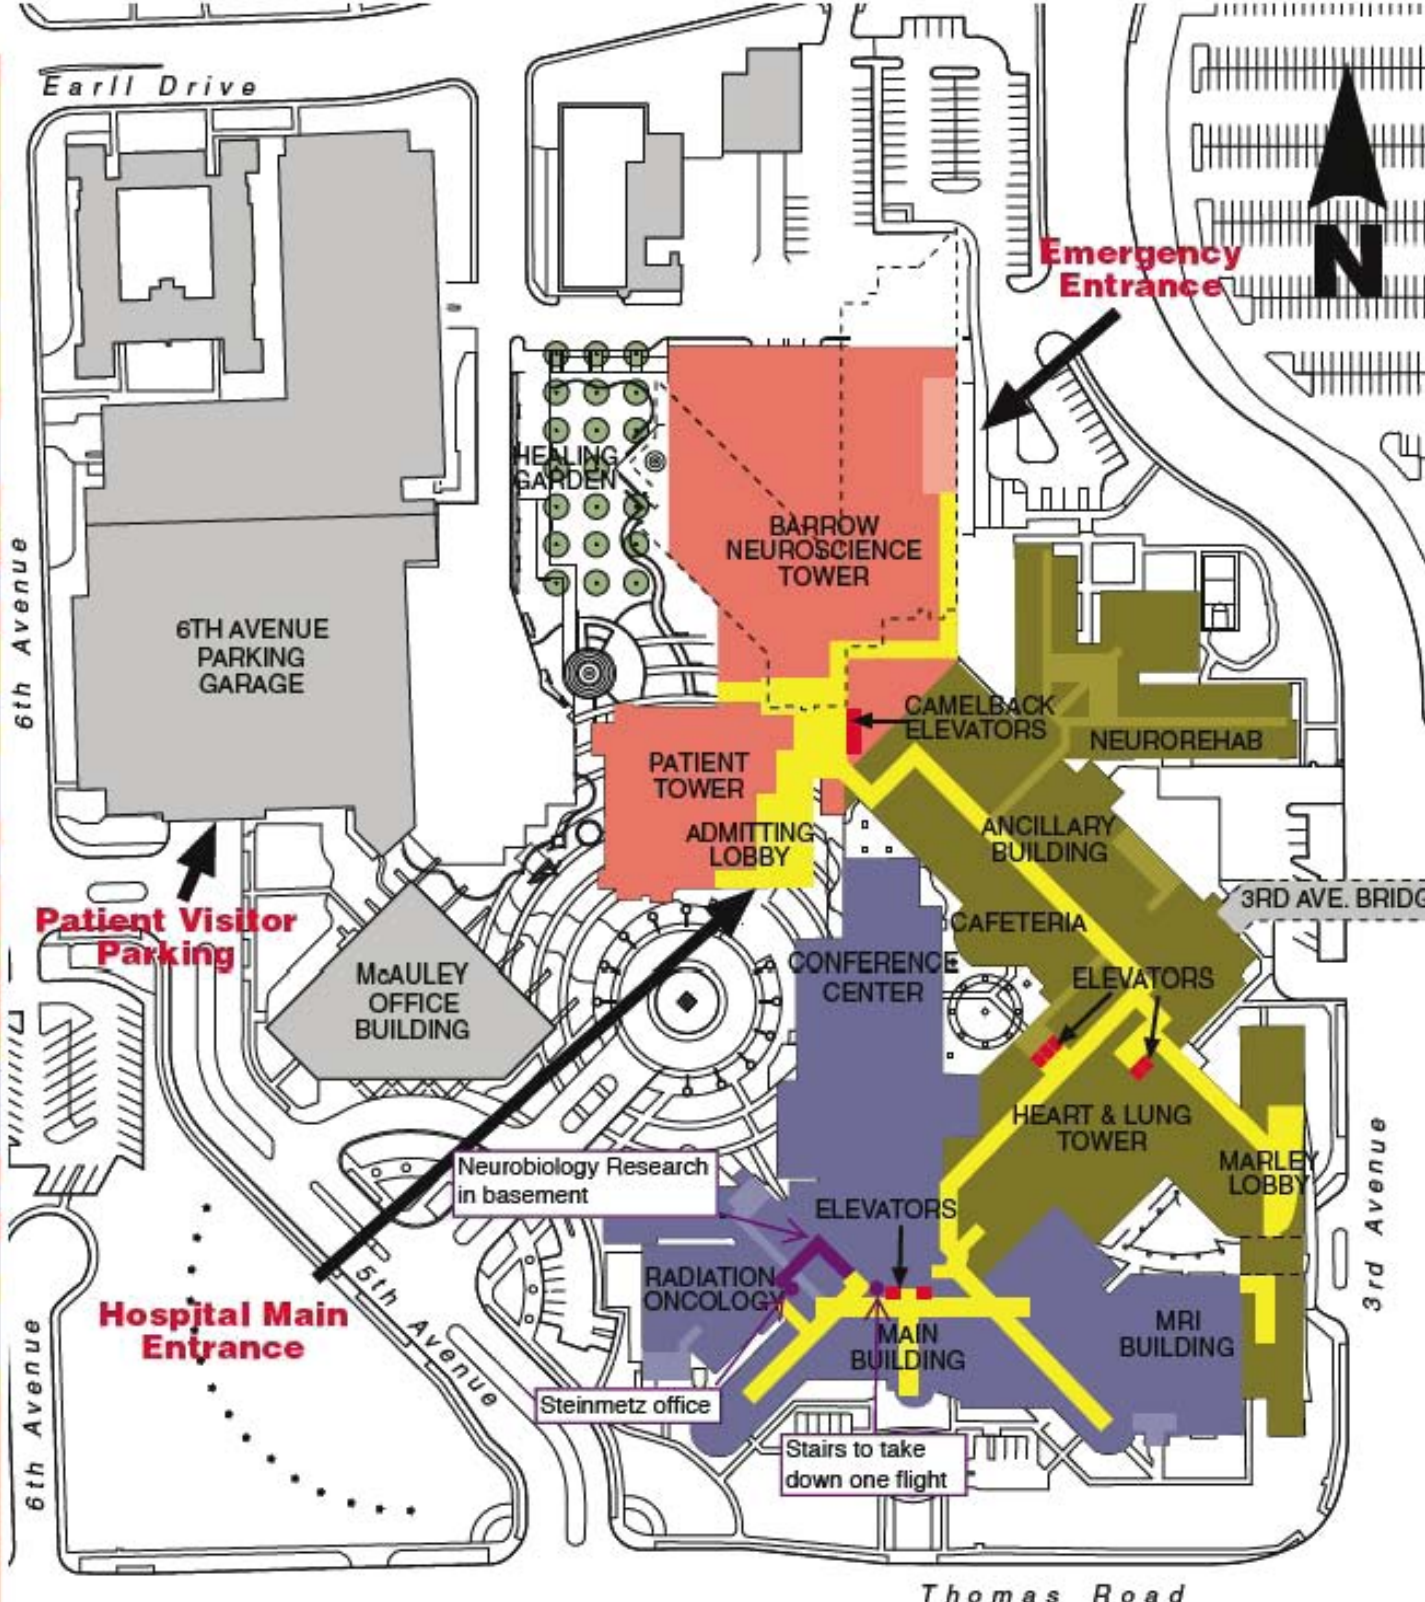 Earll Drive
N
Emergency
Entrance
HEALING
GARDEN
BARROW
NEUROSCIENCE
TOWER
6th Avenue
6TH AVENUE
PARKING
GARAGE
CAMELBACK
ELEVATORS
NEUROREHAB
PATIENT
TOWER
ADMITTING
LOBBY
ANCILLARY
BUILDING
3RD AVE. BRIDG
Patient Visitor
Parking
CAFETERIA
McAULEY
OFFICE
BUILDING
CONFERENCE
CENTER
ELEVATORS
HEART & LUNG
TOWER
MARLEY
LOBBY
3rd Avenue
Neurobiology Research
in basement
ELEVATORS
RADIATION
ONCOLOGY
5th Avenue
Hospital Main
Entrance
MAIN
BUILDING
MRI
BUILDING
6th Avenue
Steinmetz office
Stairs to take
down one flight
Thomas Road